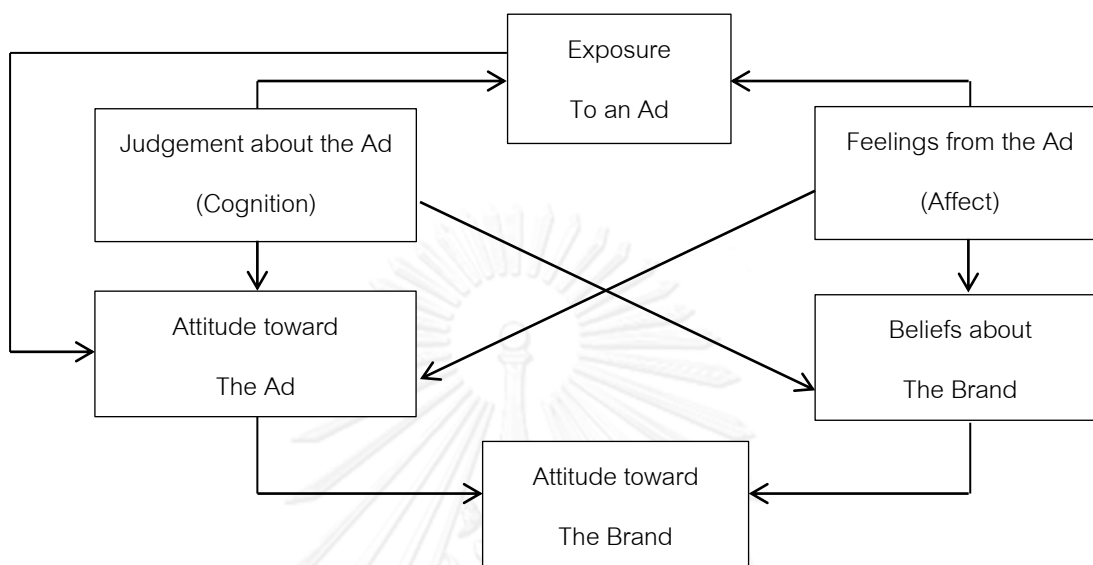 Exposure
To an Ad
Judgement about the Ad
(Cognition)
Feelings from the Ad
(Affect)
Attitude toward
The Ad
Beliefs about
The Brand
Attitude toward
The Brand